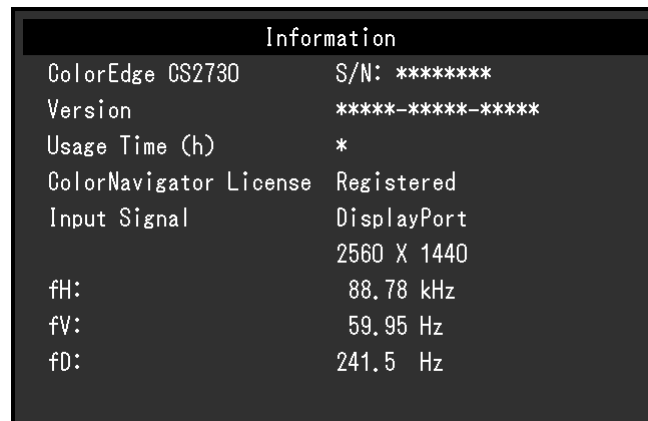 Information
ColorEdge CS2730 S/N: ********
Version *****-*****-*****
Usage Time (h) *
ColorNavigator License Registered
Input Signal DisplayPort
2560 X 1440
fH: 88.78 kHz
fV: 59.95 Hz
fD: 241.5 Hz